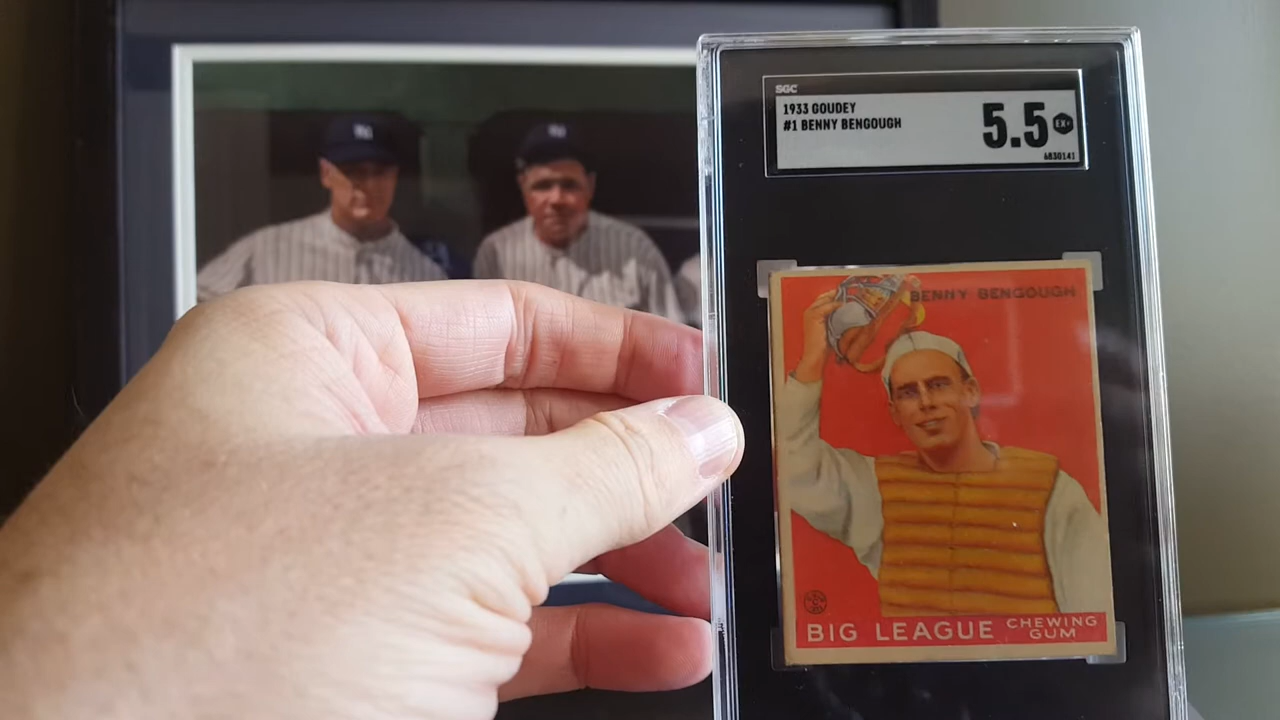 SGC
1933 GOUDEY
#1 BENNY BENGOUGH
5.5 EX+
6830141
BENNY BENGOUGH
BIG LEAGUE CHEWING
GUM